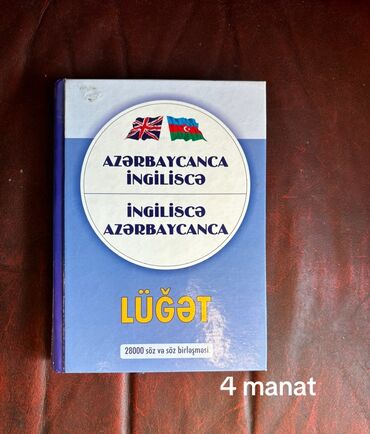 AZƏRBAYCANCA
İNGİLİSCƏ
İNGİLİSCƏ
AZƏRBAYCANCA
LÜĞƏT
28000 söz və söz birləşməsi
4 manat